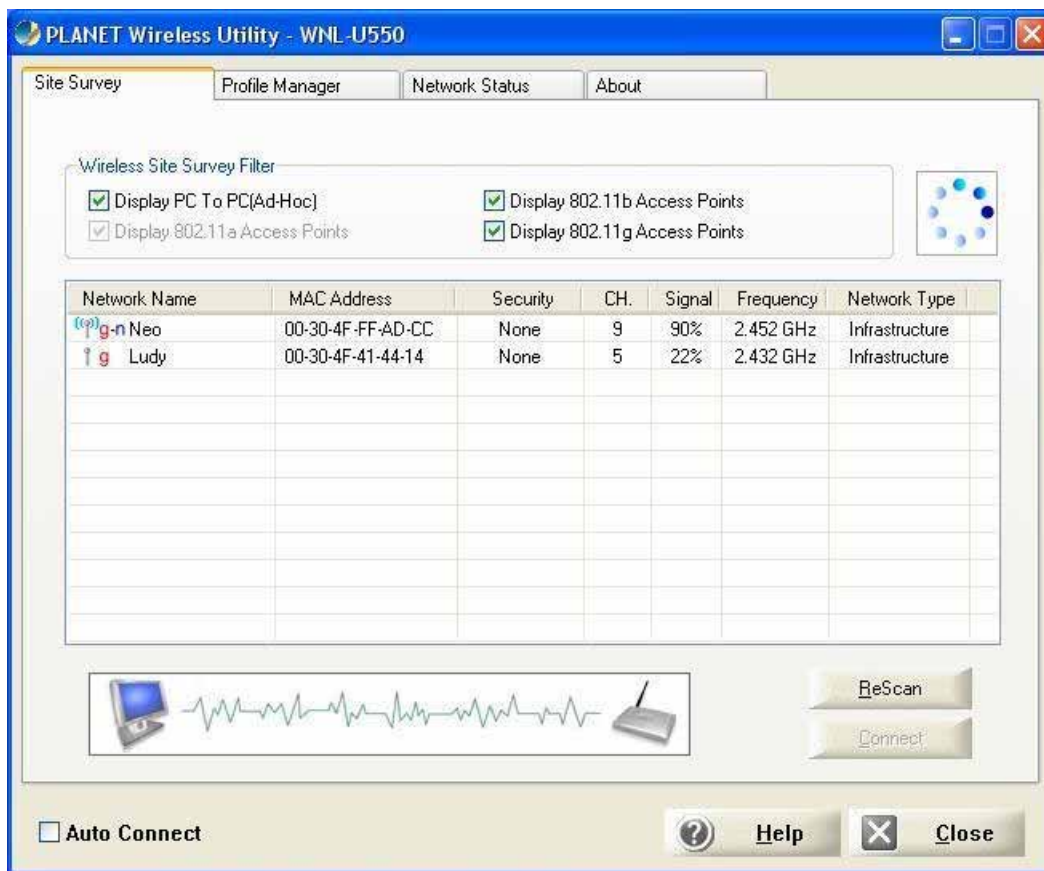 PLANET Wireless Utility - WNL-U550
Site Survey Profile Manager Network Status About
Wireless Site Survey Filter
Display PC To PC(Ad-Hoc) Display 802.11b Access Points
Display 802.11a Access Points Display 802.11g Access Points
Network Name MAC Address Security CH. Signal Frequency Network Type
g-n Neo 00-30-4F-FF-AD-CC None 9 90% 2.452 GHz Infrastructure
g Ludy 00-30-4F-41-44-14 None 5 22% 2.432 GHz Infrastructure
ReScan
Connect
Auto Connect Help Close